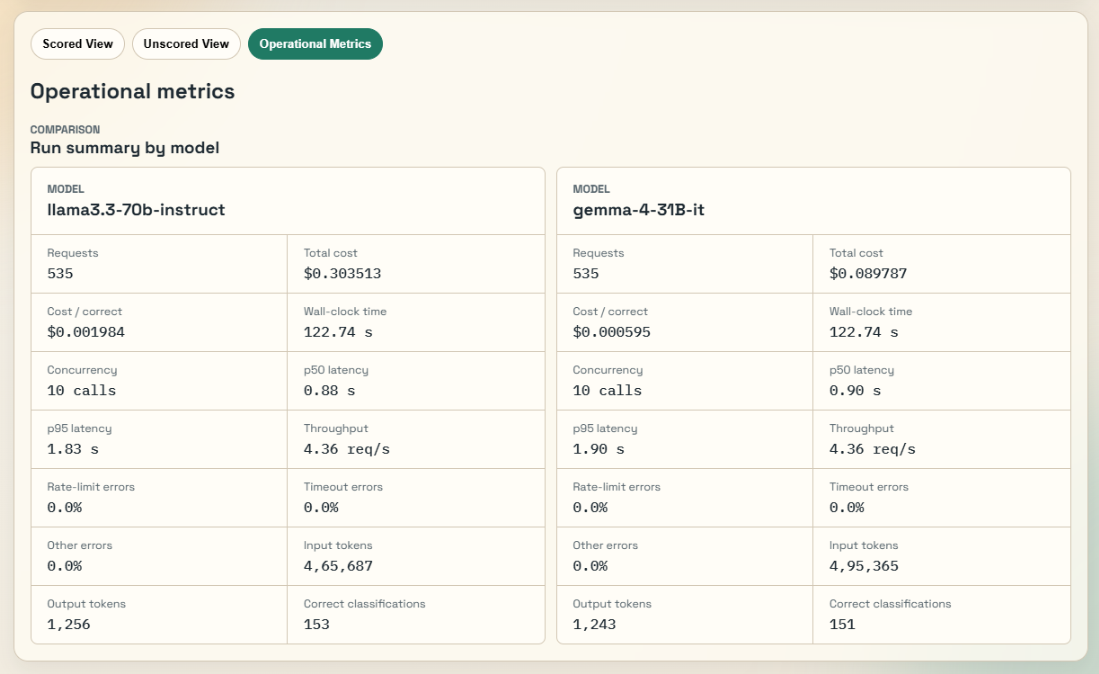 Scored View Unscored View Operational Metrics
Operational metrics
COMPARISON
Run summary by model
MODEL
llama3.3-70b-instruct
Requests Total cost
535 $0.303513
Cost / correct Wall-clock time
$0.001984 122.74 s
Concurrency p50 latency
10 calls 0.88 s
p95 latency Throughput
1.83 s 4.36 req/s
Rate-limit errors Timeout errors
0.0% 0.0%
Other errors Input tokens
0.0% 4,65,687
Output tokens Correct classifications
1,256 153
MODEL
gemma-4-31B-it
Requests Total cost
535 $0.089787
Cost / correct Wall-clock time
$0.000595 122.74 s
Concurrency p50 latency
10 calls 0.90 s
p95 latency Throughput
1.90 s 4.36 req/s
Rate-limit errors Timeout errors
0.0% 0.0%
Other errors Input tokens
0.0% 4,95,365
Output tokens Correct classifications
1,243 151